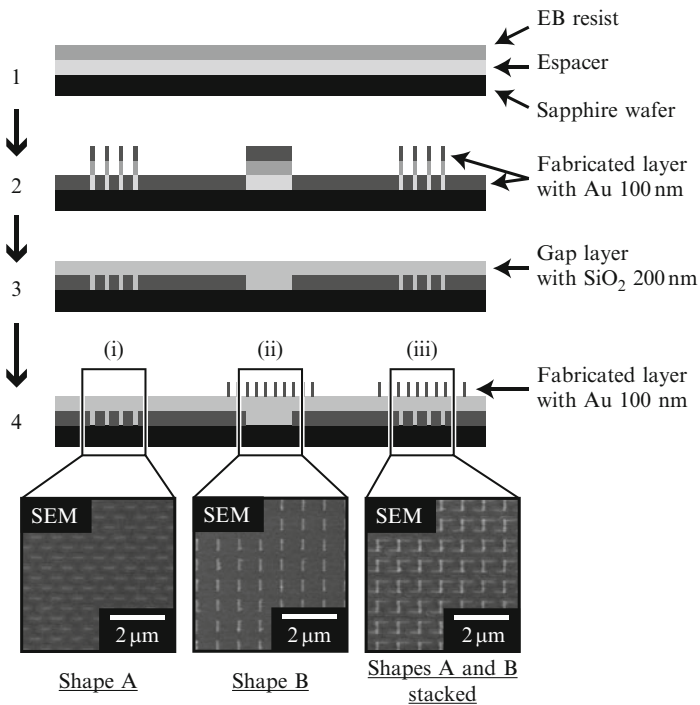 EB resist
Espacer
1
Sapphire wafer
Fabricated layer
with Au 100 nm
2
Gap layer
with SiO₂ 200 nm
3
(i)
(ii)
(iii)
Fabricated layer
with Au 100 nm
4
SEM
SEM
SEM
2 μm
2 μm
2 μm
Shape A
Shape B
Shapes A and B
stacked